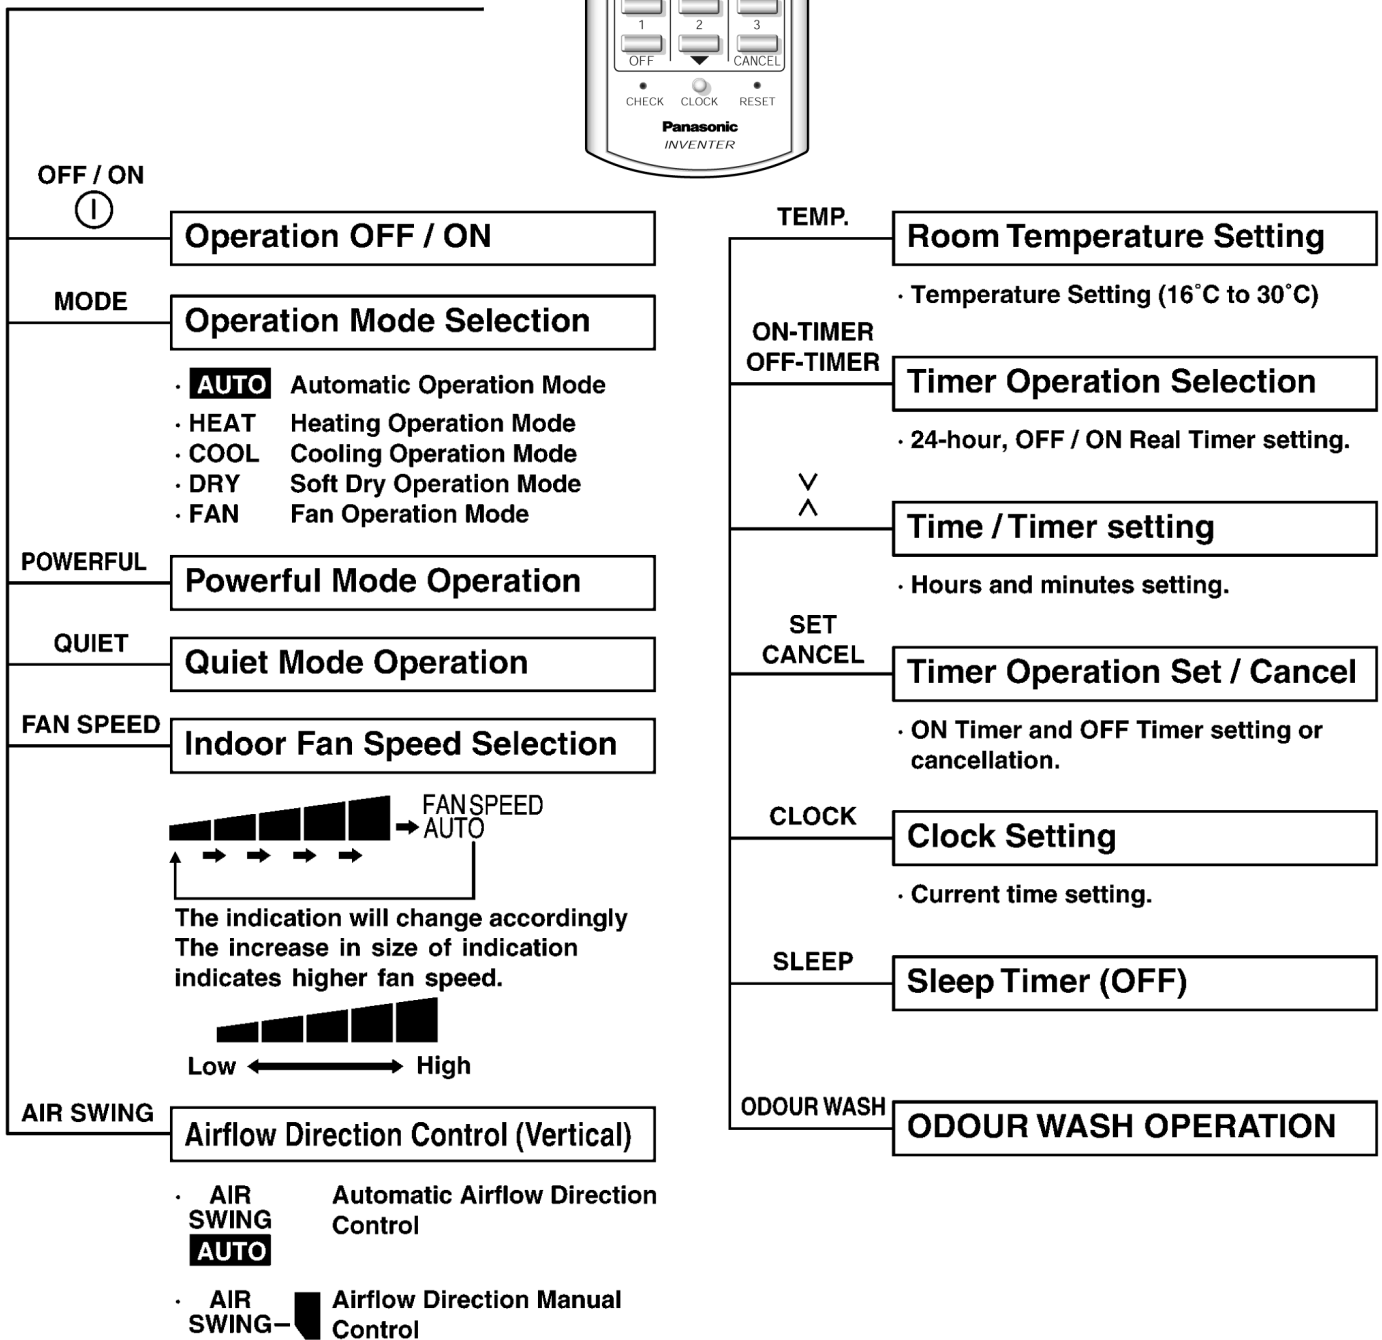 1 2 3
OFF CANCEL
CHECK CLOCK RESET
Panasonic
INVENTER
OFF / ON
Operation OFF / ON
MODE
Operation Mode Selection
· AUTO Automatic Operation Mode
· HEAT Heating Operation Mode
· COOL Cooling Operation Mode
· DRY Soft Dry Operation Mode
· FAN Fan Operation Mode
POWERFUL
Powerful Mode Operation
QUIET
Quiet Mode Operation
FAN SPEED
Indoor Fan Speed Selection
FAN SPEED
AUTO
The indication will change accordingly
The increase in size of indication
indicates higher fan speed.
Low High
AIR SWING
Airflow Direction Control (Vertical)
· AIR Automatic Airflow Direction
SWING Control
AUTO
· AIR Airflow Direction Manual
SWING– Control
TEMP.
Room Temperature Setting
· Temperature Setting (16˚C to 30˚C)
ON-TIMER
OFF-TIMER
Timer Operation Selection
· 24-hour, OFF / ON Real Timer setting.
Time / Timer setting
· Hours and minutes setting.
SET
CANCEL
Timer Operation Set / Cancel
· ON Timer and OFF Timer setting or
cancellation.
CLOCK
Clock Setting
· Current time setting.
SLEEP
Sleep Timer (OFF)
ODOUR WASH
ODOUR WASH OPERATION